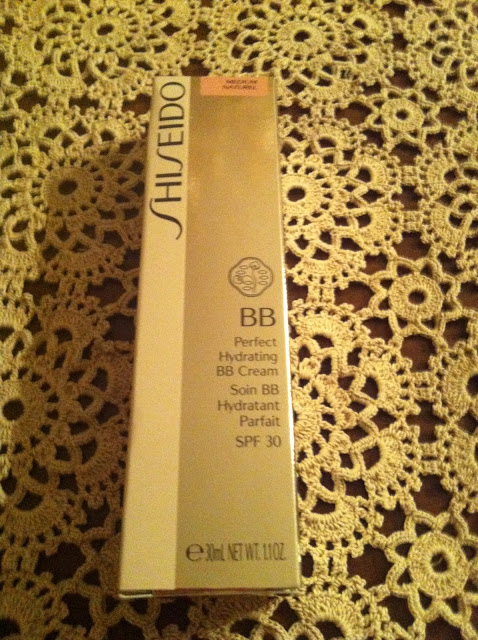 MEDIUM
NATUREL
SHISEIDO
BB
Perfect
Hydrating
BB Cream
Soin BB
Hydratant
Parfait
SPF 30
℮30mL NET WT. 1.1 OZ.